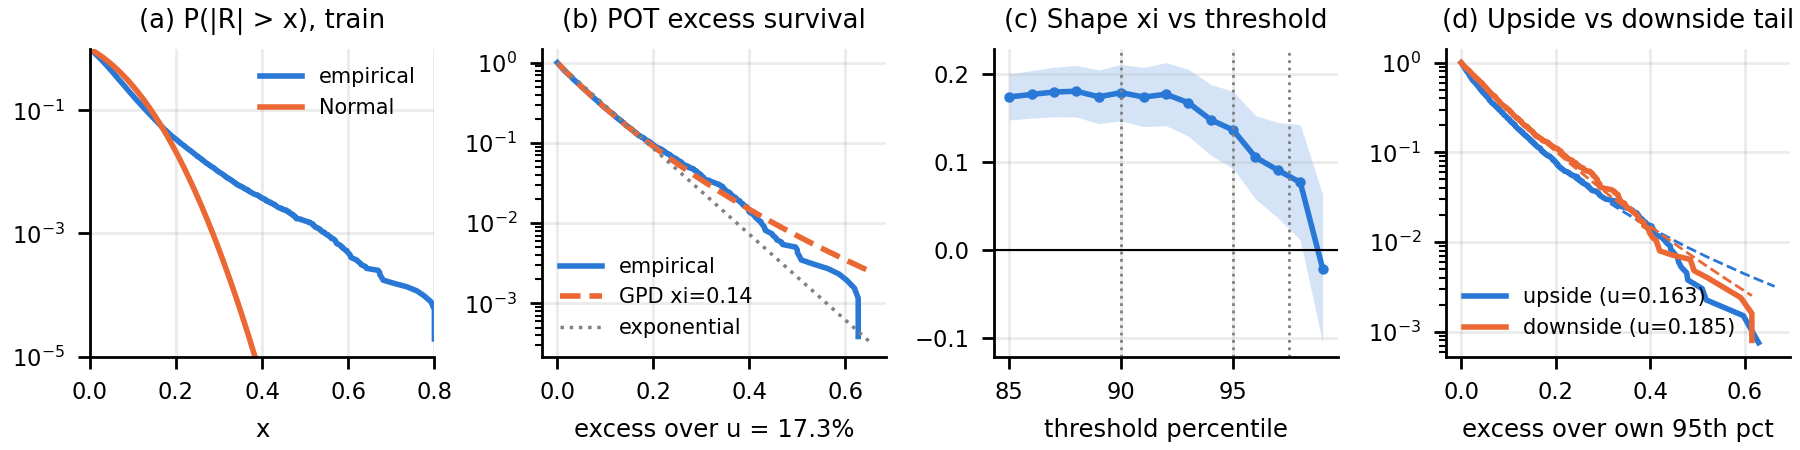 (a) P(|R| > x), train
10⁻¹
10⁻³
10⁻⁵
0.0 0.2 0.4 0.6 0.8
x
empirical
Normal
(b) POT excess survival
10⁰
10⁻¹
10⁻²
10⁻³
0.0 0.2 0.4 0.6
excess over u = 17.3%
empirical
GPD xi=0.14
exponential
(c) Shape xi vs threshold
0.2
0.1
0.0
−0.1
85 90 95
threshold percentile
(d) Upside vs downside tail
10⁰
10⁻¹
10⁻²
10⁻³
0.0 0.2 0.4 0.6
excess over own 95th pct
upside (u=0.163)
downside (u=0.185)